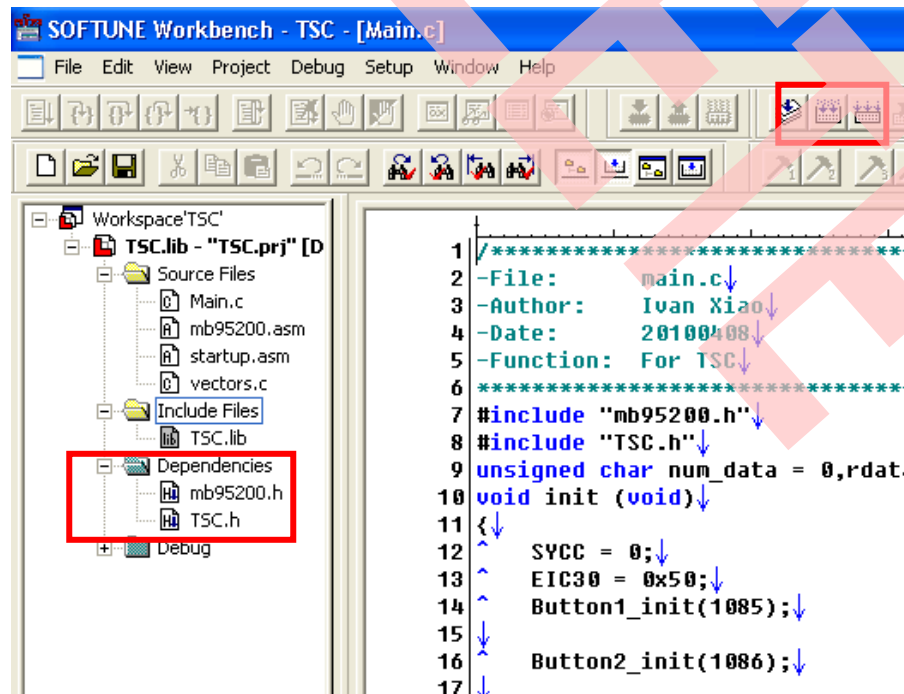 SOFTUNE Workbench - TSC - [Main.c]
File Edit View Project Debug Setup Window Help
Workspace'TSC'
TSC.lib - "TSC.prj" [D
Source Files
Main.c
mb95200.asm
startup.asm
vectors.c
Include Files
TSC.lib
Dependencies
mb95200.h
TSC.h
Debug
1 /******************************
2 -File: main.c↓
3 -Author: Ivan Xiao↓
4 -Date: 20100408↓
5 -Function: For TSC↓
6 *******************************
7 #include "mb95200.h"↓
8 #include "TSC.h"↓
9 unsigned char num_data = 0,rdat
10 void init (void)↓
11 {↓
12 ^ SYCC = 0;↓
13 ^ EIC30 = 0x50;↓
14 ^ Button1_init(1085);↓
15 ↓
16 ^ Button2_init(1086);↓
17 ↓